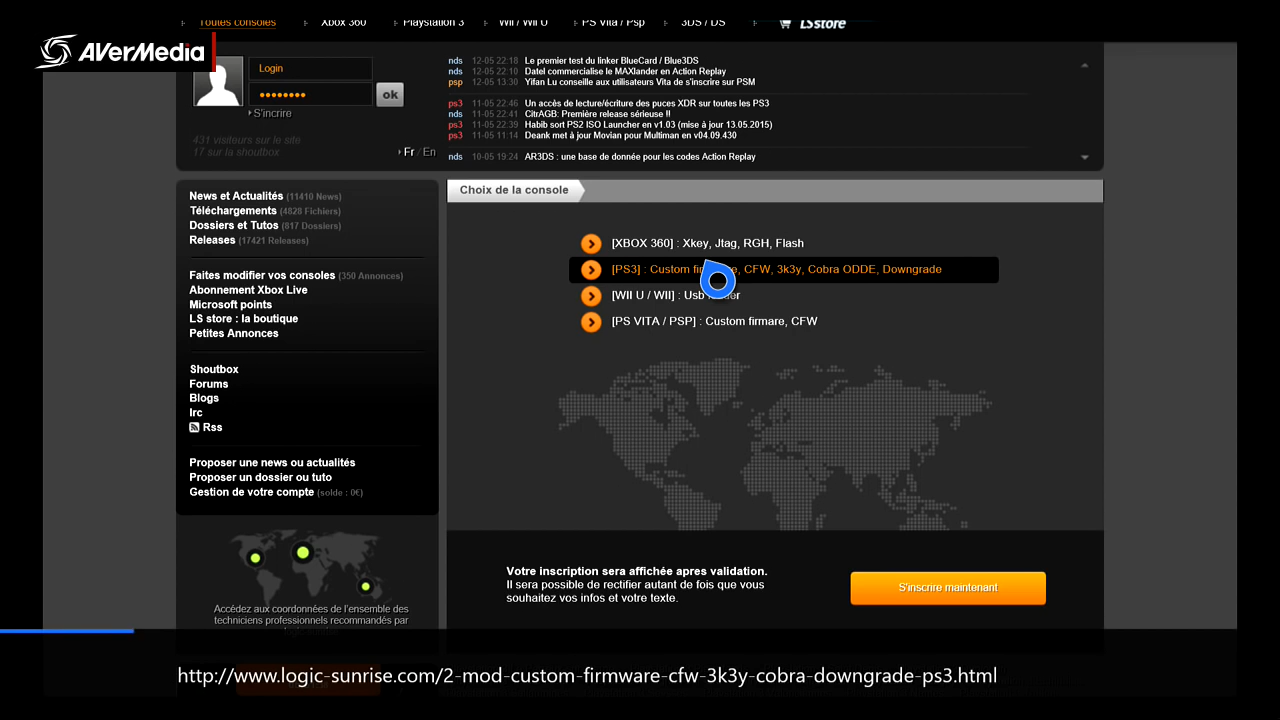 Toutes consoles
Xbox 360
Playstation 3
Wii / Wii U
PS Vita / Psp
3DS / DS
LSstore
AVerMedia
Login
ok
S'inscrire
431 visiteurs sur le site
17 sur la shoutbox
Fr / En
nds 12-05 22:18 Le premier test du linker BlueCard / Blue3DS
nds 12-05 22:10 Datel commercialise le MAXlander en Action Replay
psp 12-05 13:30 Yifan Lu conseille aux utilisateurs Vita de s'inscrire sur PSM
ps3 11-05 22:46 Un accès de lecture/écriture des puces XDR sur toutes les PS3
nds 11-05 22:41 CitrAGB: Première release sérieuse !!
ps3 11-05 22:39 Habib sort PS2 ISO Launcher en v1.03 (mise à jour 13.05.2015)
ps3 11-05 11:14 Deank met à jour Movian pour Multiman en v04.09.430
nds 10-05 19:24 AR3DS : une base de donnée pour les codes Action Replay
News et Actualités (11410 News)
Téléchargements (4828 Fichiers)
Dossiers et Tutos (817 Dossiers)
Releases (17421 Releases)
Faites modifier vos consoles (350 Annonces)
Abonnement Xbox Live
Microsoft points
LS store : la boutique
Petites Annonces
Shoutbox
Forums
Blogs
Irc
Rss
Proposer une news ou actualités
Proposer un dossier ou tuto
Gestion de votre compte (solde : 0€)
Accédez aux coordonnées de l'ensemble des
techniciens professionnels recommandés par
Choix de la console
[XBOX 360] : Xkey, Jtag, RGH, Flash
[PS3] : Custom , CFW, 3k3y, Cobra ODDE, Downgrade
[WII U / WII] : Usb
[PS VITA / PSP] : Custom firmare, CFW
Votre inscription sera affichée apres validation.
Il sera possible de rectifier autant de fois que vous
souhaitez vos infos et votre texte.
S'inscrire maintenant
http://www.logic-sunrise.com/2-mod-custom-firmware-cfw-3k3y-cobra-downgrade-ps3.html